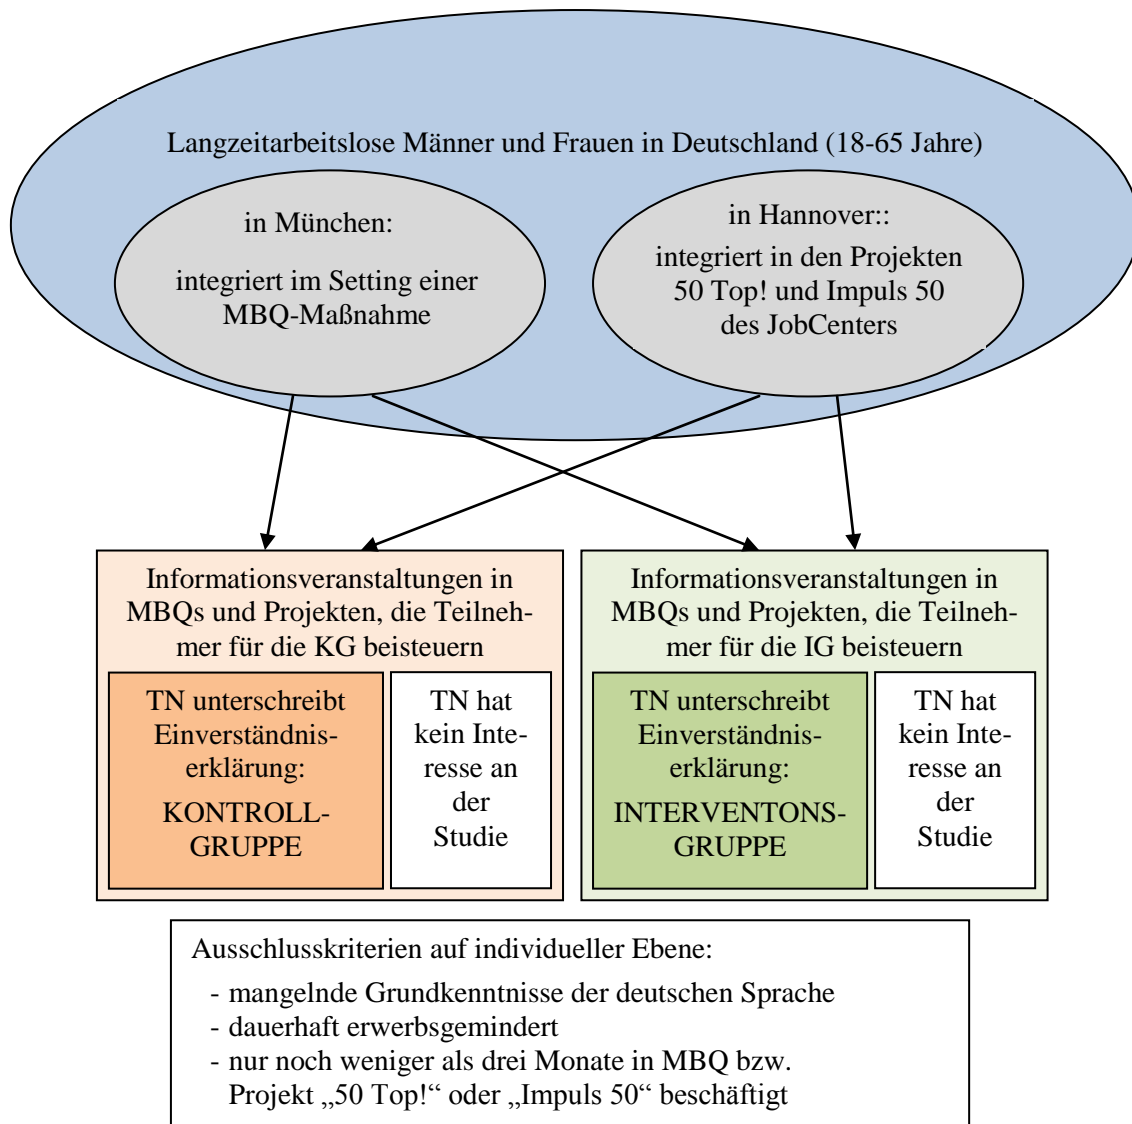 Langzeitarbeitslose Männer und Frauen in Deutschland (18-65 Jahre)
in München:
integriert im Setting einer
MBQ-Maßnahme
in Hannover::
integriert in den Projekten
50 Top! und Impuls 50
des JobCenters
Informationsveranstaltungen in
MBQs und Projekten, die Teilneh-
mer für die KG beisteuern
TN unterschreibt
Einverständnis-
erklärung:
KONTROLL-
GRUPPE
TN hat
kein Inte-
resse an
der
Studie
Informationsveranstaltungen in
MBQs und Projekten, die Teilneh-
mer für die IG beisteuern
TN unterschreibt
Einverständnis-
erklärung:
INTERVENTONS-
GRUPPE
TN hat
kein Inte-
resse an
der
Studie
Ausschlusskriterien auf individueller Ebene:
- mangelnde Grundkenntnisse der deutschen Sprache
- dauerhaft erwerbsgemindert
- nur noch weniger als drei Monate in MBQ bzw.
Projekt „50 Top!“ oder „Impuls 50“ beschäftigt